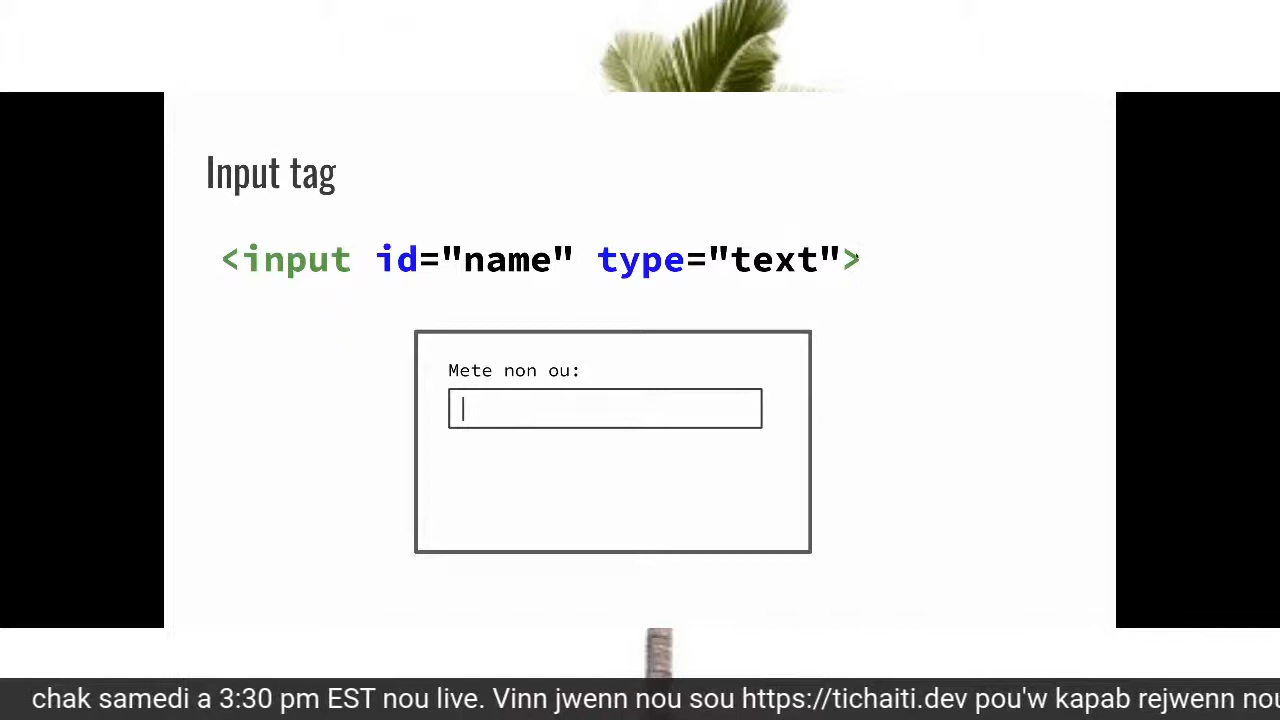 Input tag
<input id="name" type="text">
Mete non ou:
chak samedi a 3:30 pm EST nou live. Vinn jwenn nou sou https://tichaiti.dev pou'w kapab rejwenn nou